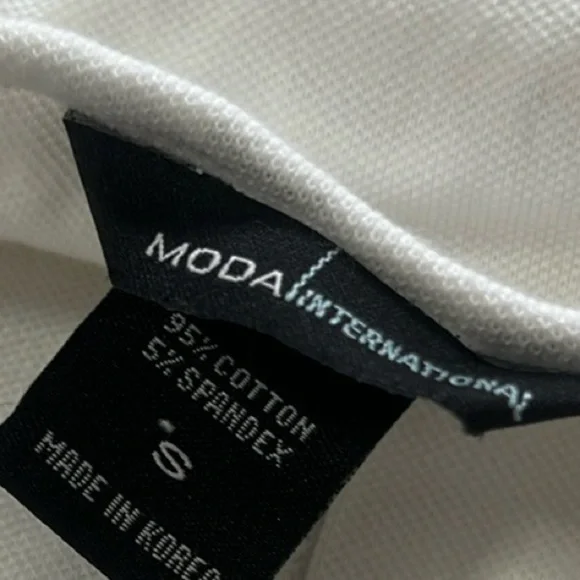 MODA INTERNATIONAL
95% COTTON
5% SPANDEX
S
MADE IN KOREA